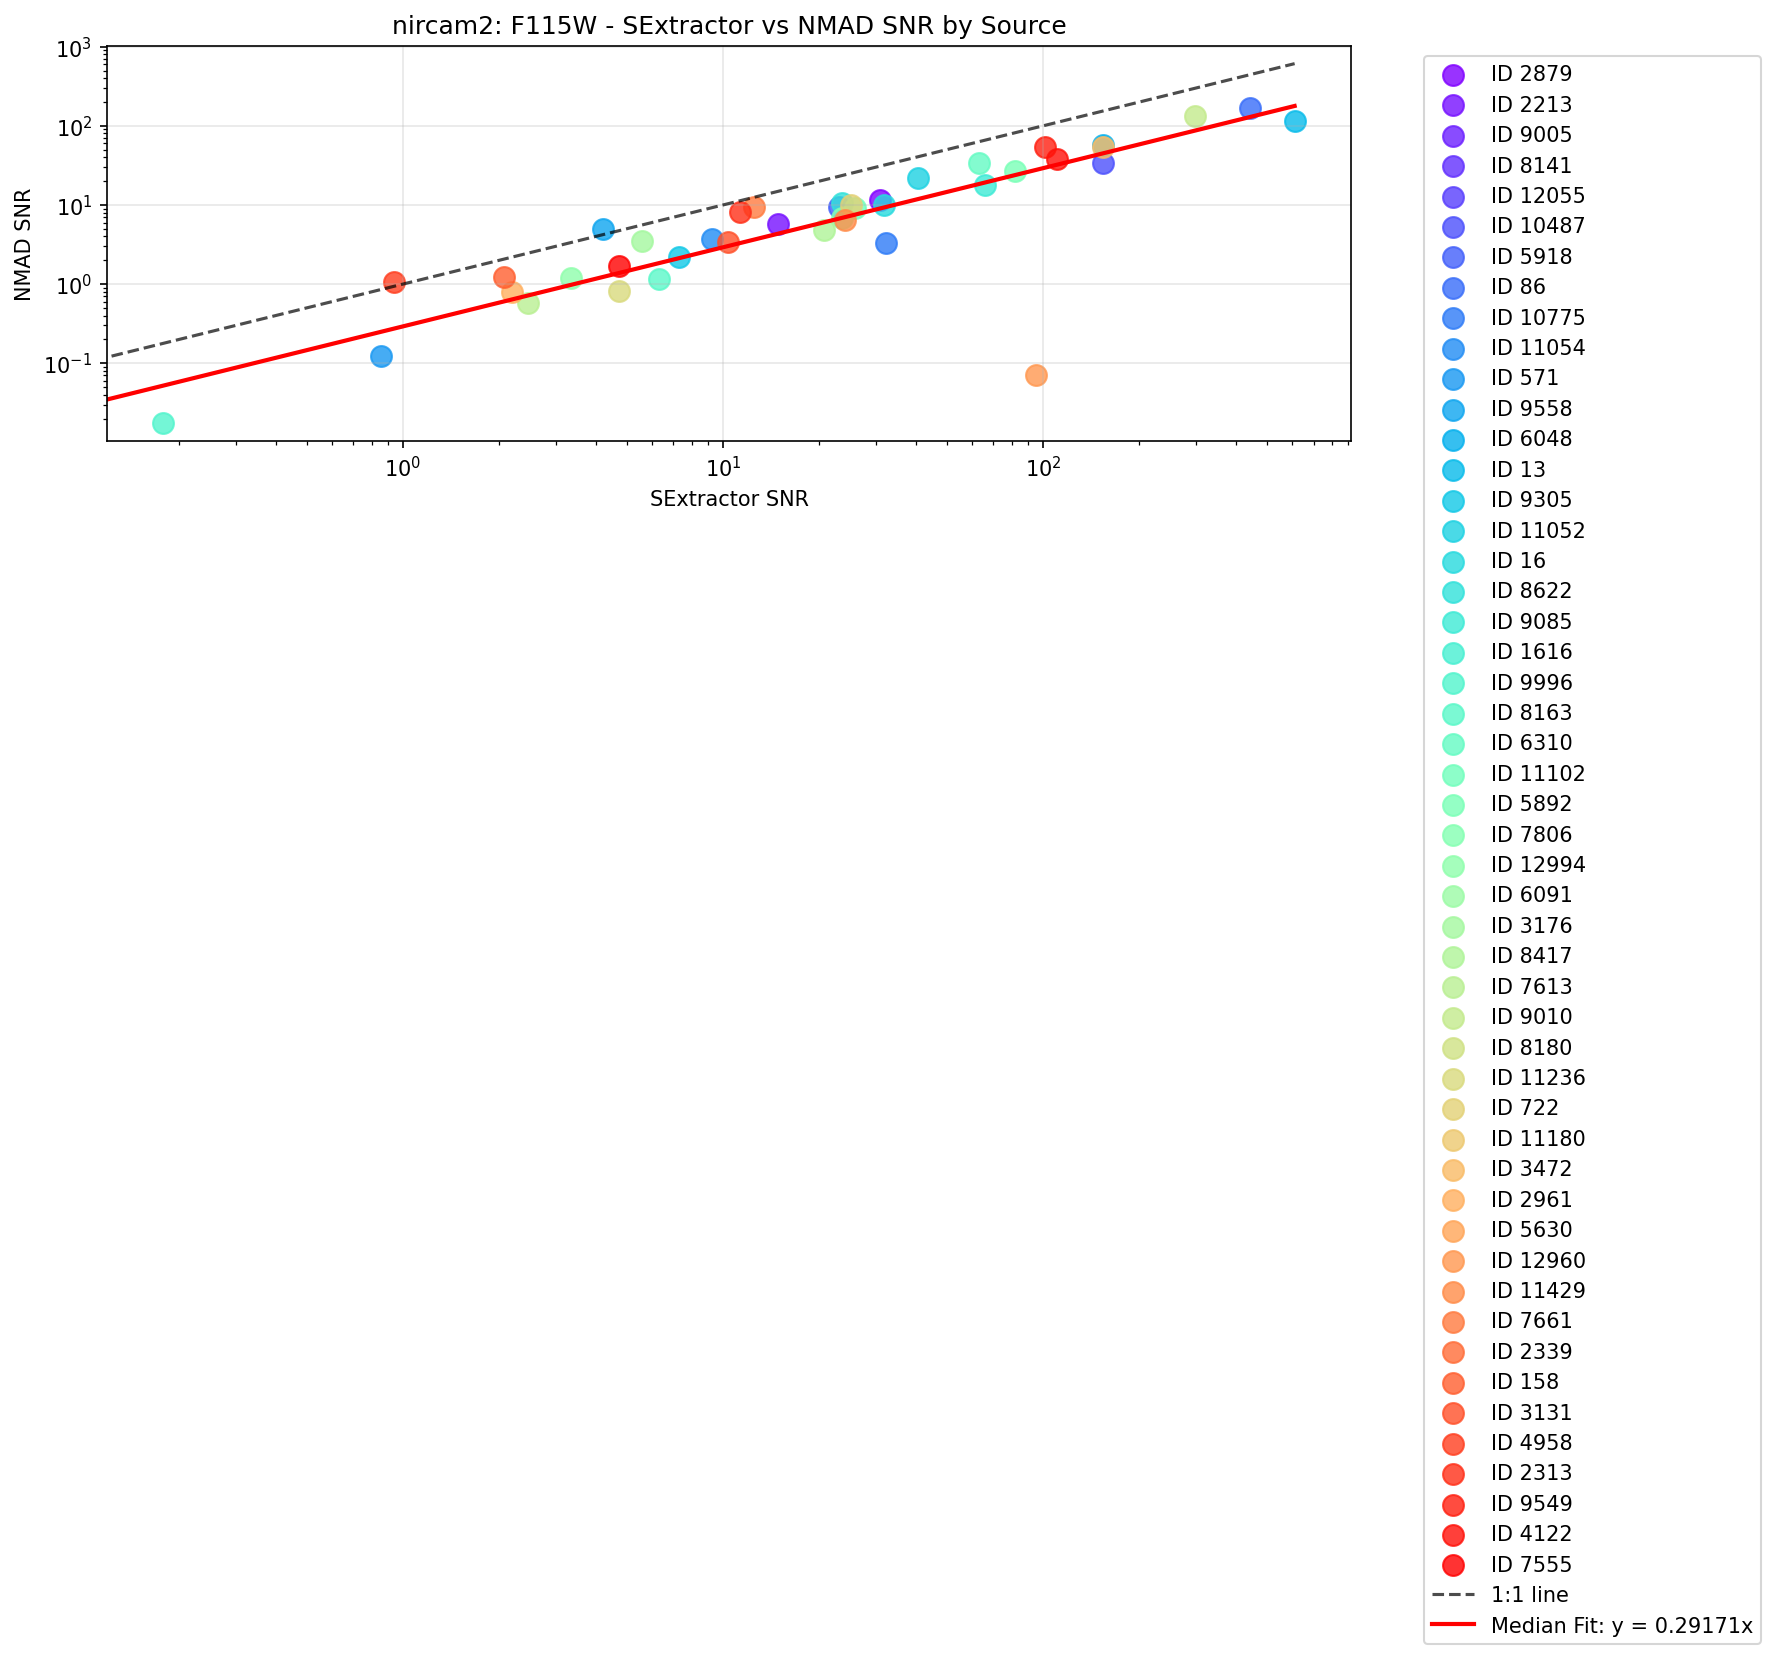 nircam2: F115W - SExtractor vs NMAD SNR by Source
NMAD SNR
10³
10²
10¹
10⁰
10⁻¹
10⁰
10¹
10²
SExtractor SNR
ID 2879
ID 2213
ID 9005
ID 8141
ID 12055
ID 10487
ID 5918
ID 86
ID 10775
ID 11054
ID 571
ID 9558
ID 6048
ID 13
ID 9305
ID 11052
ID 16
ID 8622
ID 9085
ID 1616
ID 9996
ID 8163
ID 6310
ID 11102
ID 5892
ID 7806
ID 12994
ID 6091
ID 3176
ID 8417
ID 7613
ID 9010
ID 8180
ID 11236
ID 722
ID 11180
ID 3472
ID 2961
ID 5630
ID 12960
ID 11429
ID 7661
ID 2339
ID 158
ID 3131
ID 4958
ID 2313
ID 9549
ID 4122
ID 7555
1:1 line
Median Fit: y = 0.29171x